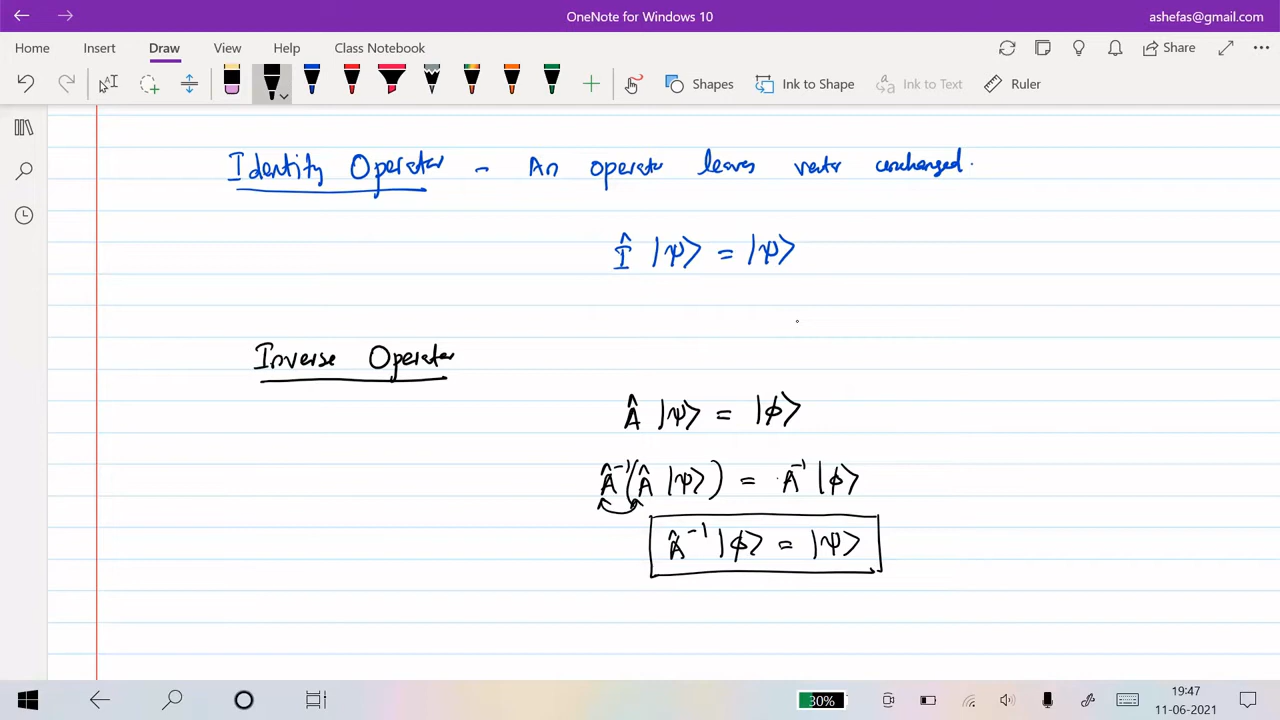 OneNote for Windows 10
ashefas@gmail.com
Home Insert Draw View Help Class Notebook Share
Shapes Ink to Shape Ink to Text Ruler
Identity Operator - An operator leaves vector unchanged.
Î |ψ⟩ = |ψ⟩
Inverse Operator
Â |ψ⟩ = |ϕ⟩
Â⁻¹(Â |ψ⟩) = A⁻¹ |ϕ⟩
Â⁻¹ |ϕ⟩ = |ψ⟩
30%
19:47
11-06-2021